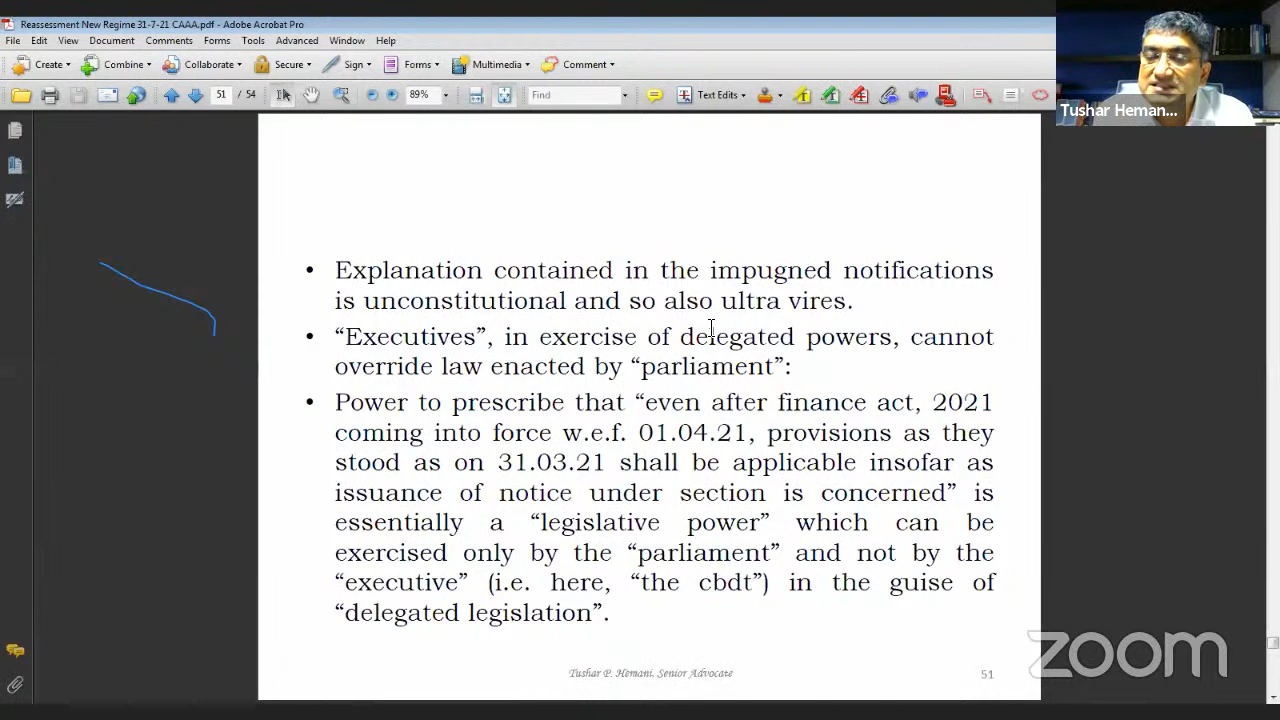 Reassessment New Regime 31-7-21 CAAA.pdf - Adobe Acrobat Pro
File Edit View Document Comments Forms Tools Advanced Window Help
Create Combine Collaborate Secure Sign Forms Multimedia Comment
51 / 54 89% Find Text Edits
Tushar Heman...
• Explanation contained in the impugned notifications
is unconstitutional and so also ultra vires.
• “Executives”, in exercise of delegated powers, cannot
override law enacted by “parliament”:
• Power to prescribe that “even after finance act, 2021
coming into force w.e.f. 01.04.21, provisions as they
stood as on 31.03.21 shall be applicable insofar as
issuance of notice under section is concerned” is
essentially a “legislative power” which can be
exercised only by the “parliament” and not by the
“executive” (i.e. here, “the cbdt”) in the guise of
“delegated legislation”.
Tushar P. Hemani, Senior Advocate
51
zoom